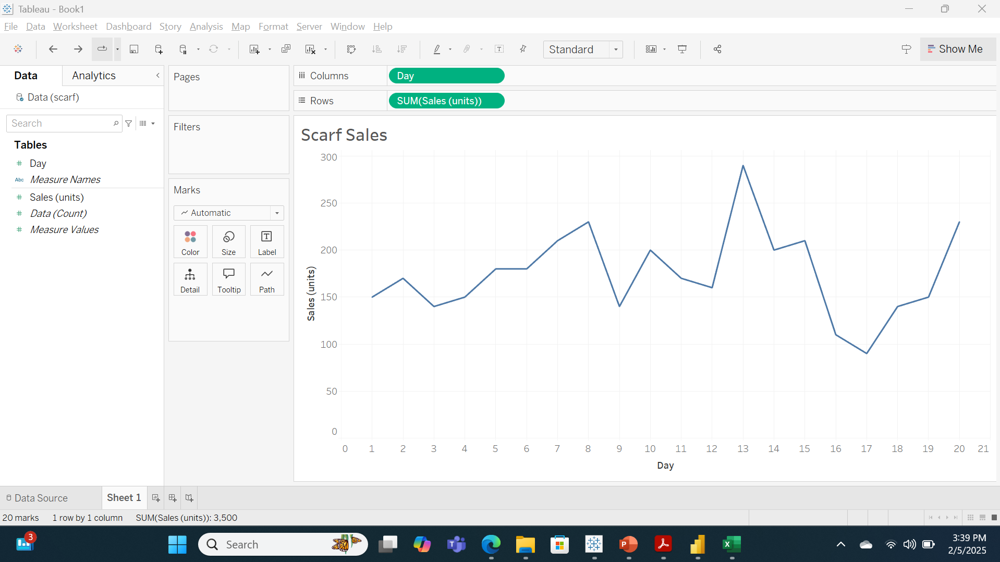 Tableau - Book1
File Data Worksheet Dashboard Story Analysis Map Format Server Window Help
Standard
Show Me
Data Analytics
Data (scarf)
Search
Tables
Day
Abc Measure Names
Sales (units)
Data (Count)
Measure Values
Pages
Filters
Marks
Automatic
Color Size Label
Detail Tooltip Path
Columns Day
Rows SUM(Sales (units))
Scarf Sales
300
250
200
150
100
50
0
Sales (units)
0 1 2 3 4 5 6 7 8 9 10 11 12 13 14 15 16 17 18 19 20 21
Day
Data Source Sheet 1
20 marks 1 row by 1 column SUM(Sales (units)): 3,500
3
Search
3:39 PM
2/5/2025